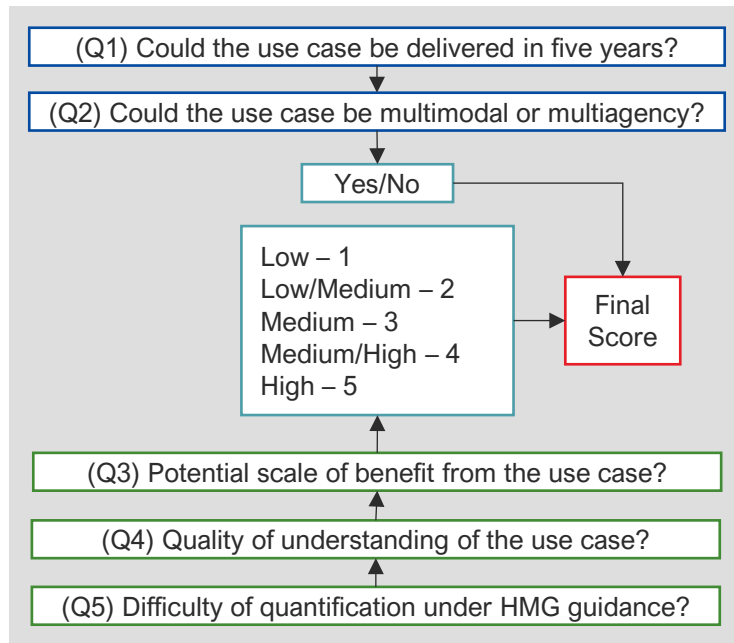 (Q1) Could the use case be delivered in five years?
(Q2) Could the use case be multimodal or multiagency?
Yes/No
Low – 1
Low/Medium – 2
Medium – 3
Medium/High – 4
High – 5
Final
Score
(Q3) Potential scale of benefit from the use case?
(Q4) Quality of understanding of the use case?
(Q5) Difficulty of quantification under HMG guidance?